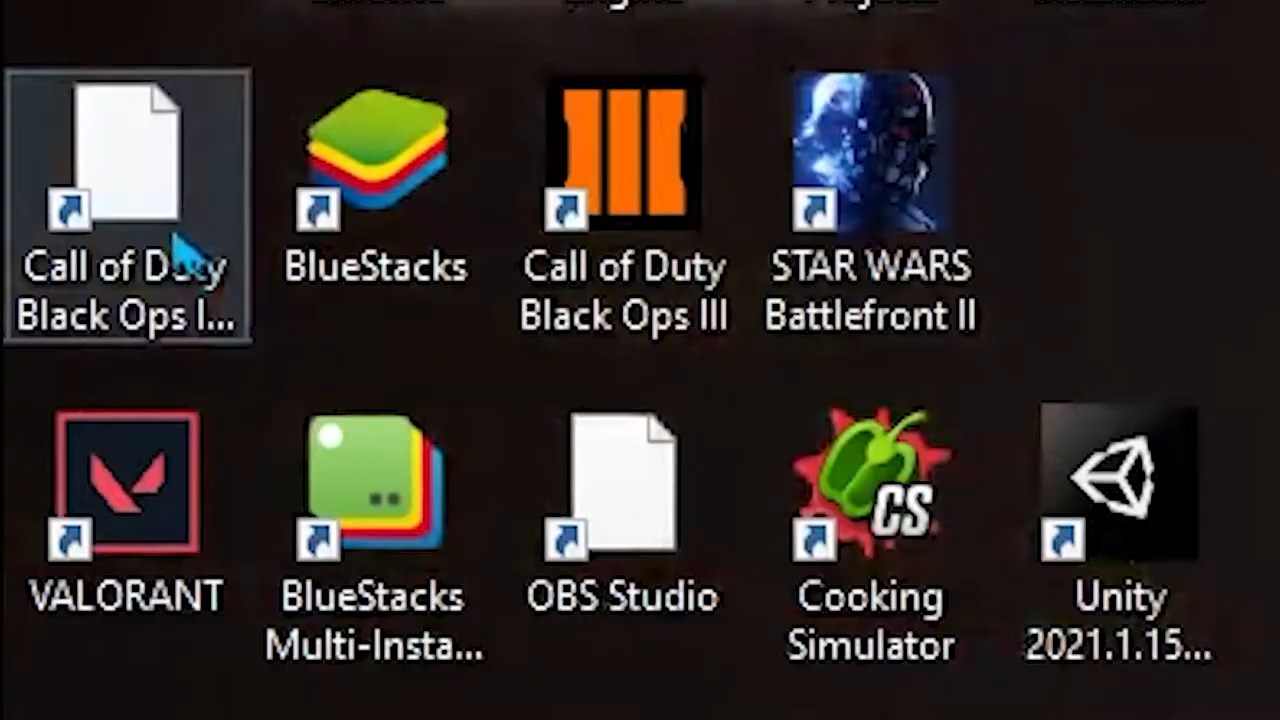 Call of Duty
Black Ops I...
BlueStacks
Call of Duty
Black Ops III
STAR WARS
Battlefront II
VALORANT
BlueStacks
Multi-Insta...
OBS Studio
CS
Cooking
Simulator
Unity
2021.1.15...